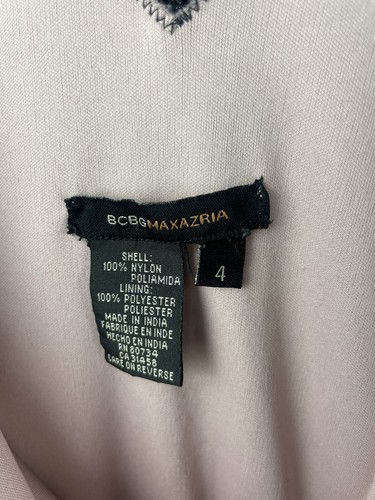 BCBGMAXAZRIA
4
SHELL:
100% NYLON
POLIAMIDA
LINING:
100% POLYESTER
POLIESTER
MADE IN INDIA
FABRIQUE EN INDE
HECHO EN INDIA
RN 80734
CA 31458
CARE ON REVERSE